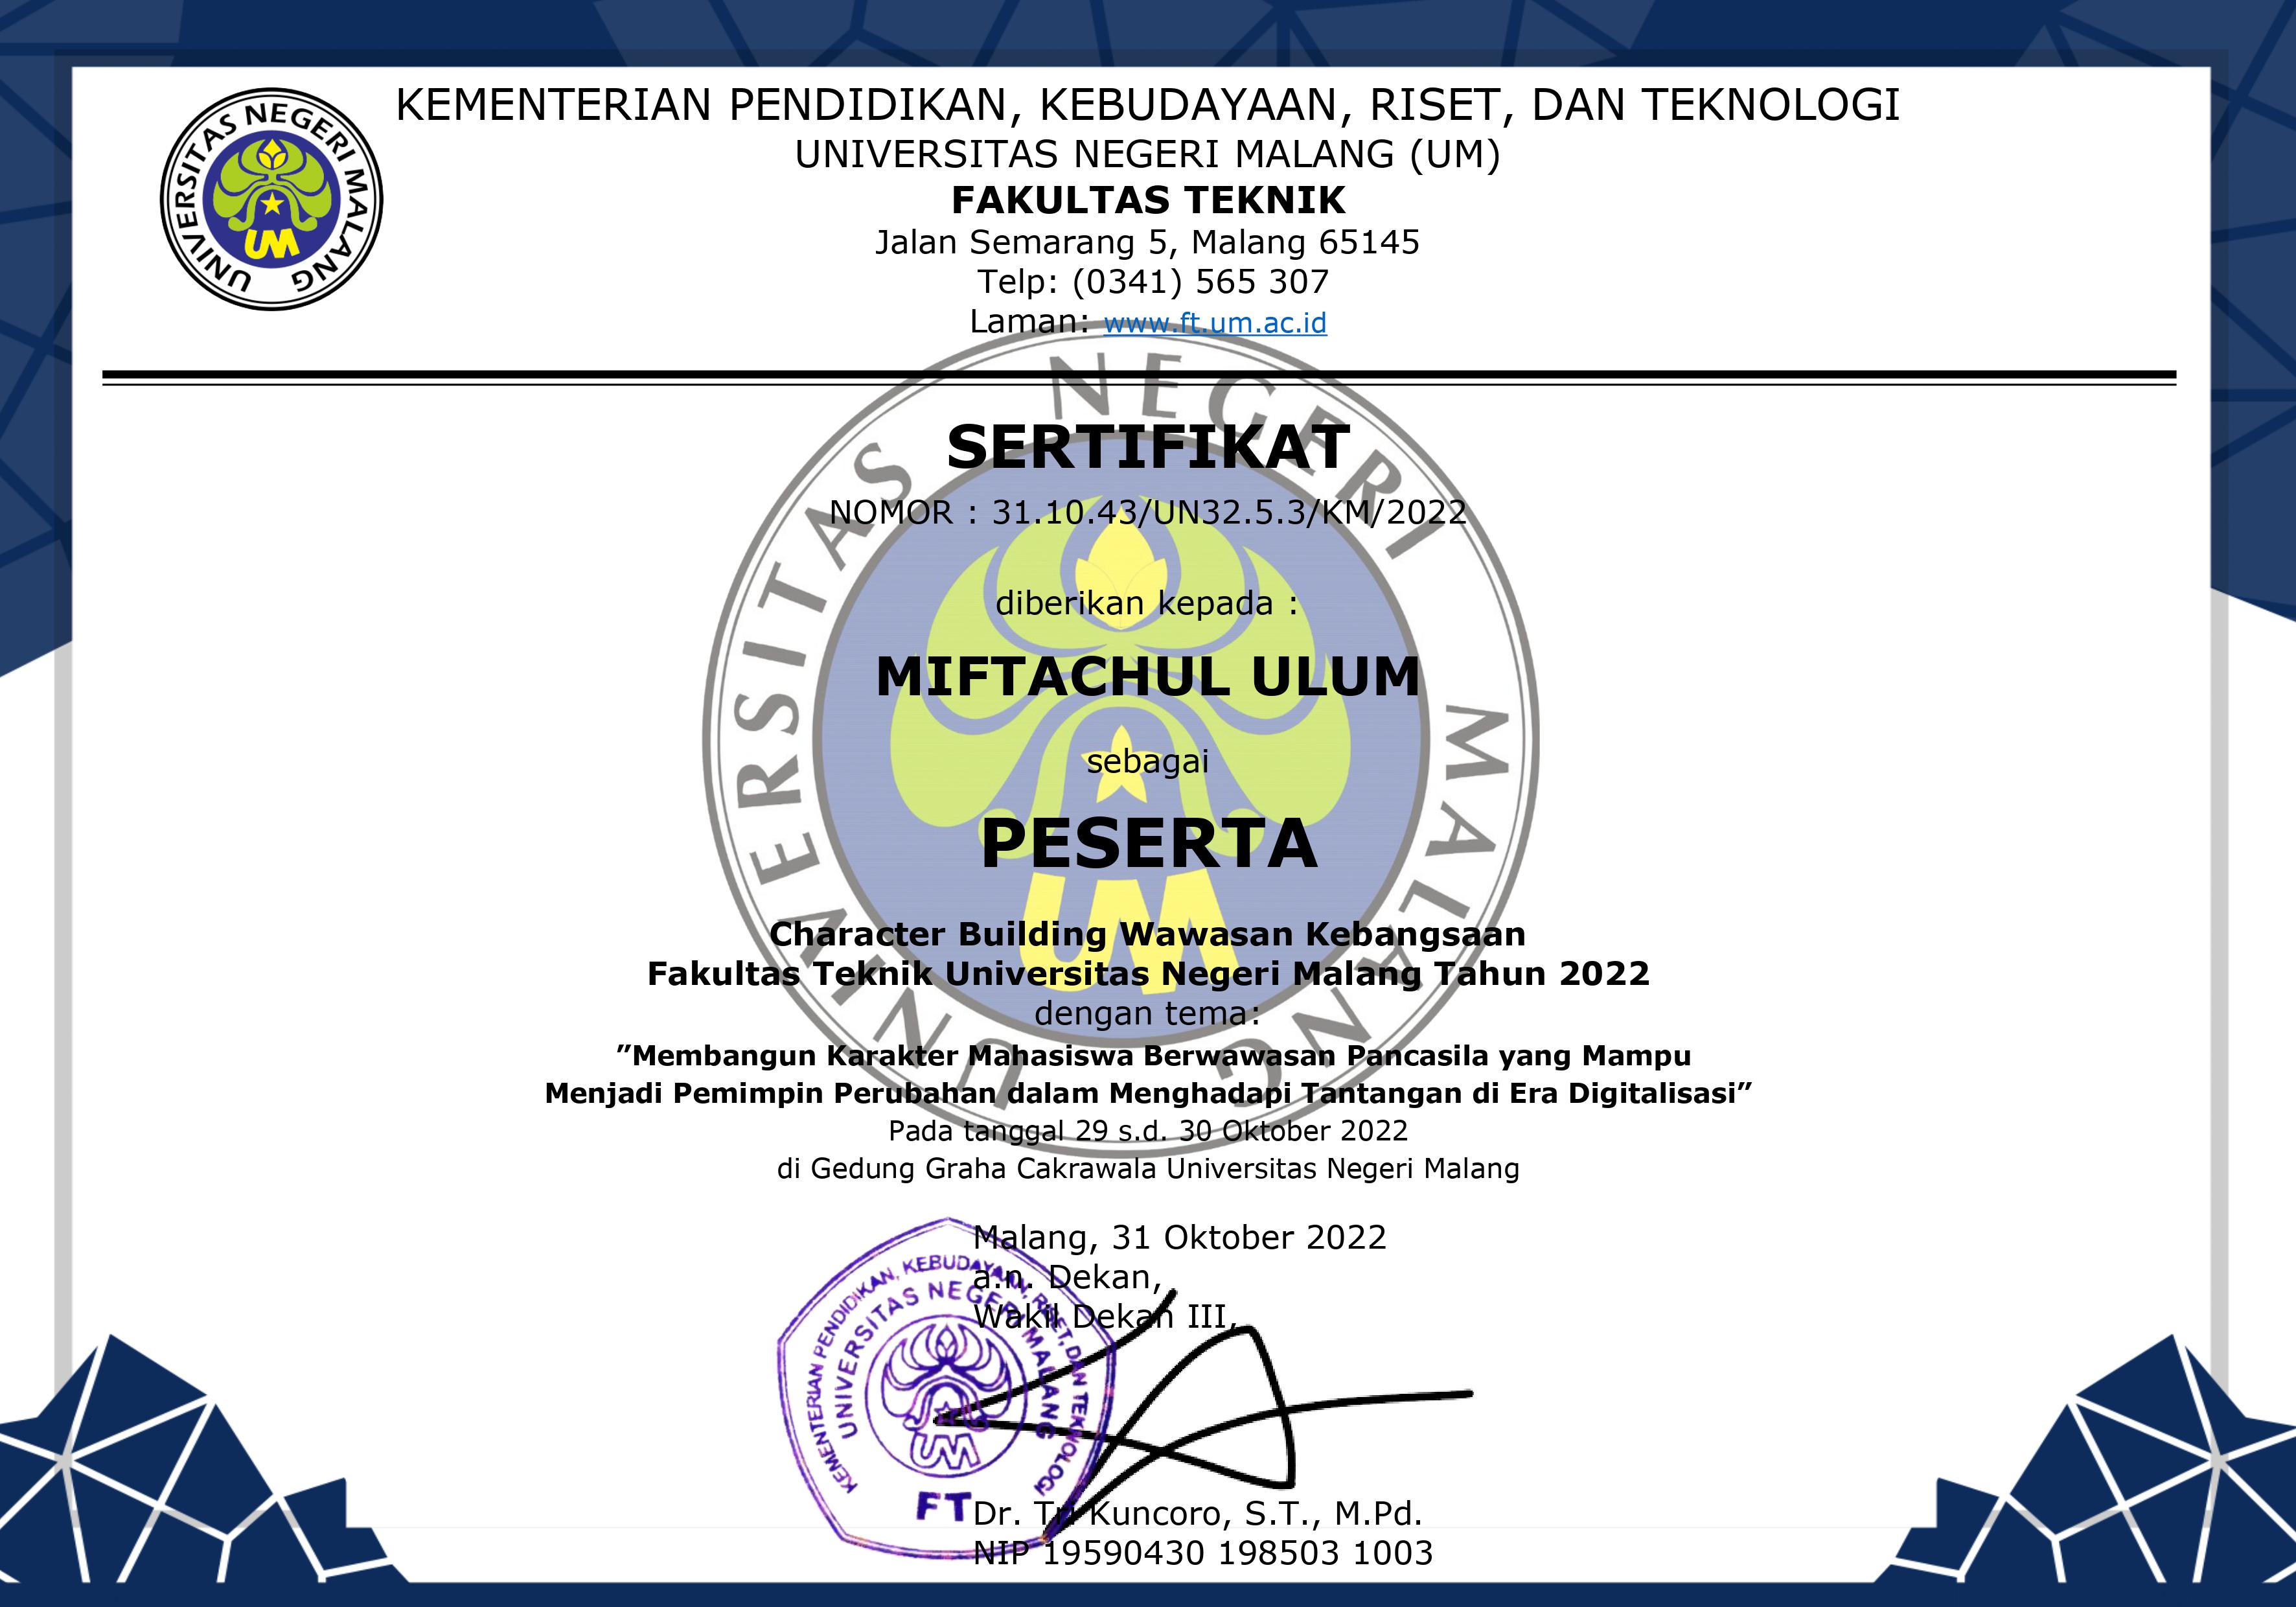 UNIVERSITAS NEGERI MALANG
UM
KEMENTERIAN PENDIDIKAN, KEBUDAYAAN, RISET, DAN TEKNOLOGI
UNIVERSITAS NEGERI MALANG (UM)
FAKULTAS TEKNIK
Jalan Semarang 5, Malang 65145
Telp: (0341) 565 307
Laman: www.ft.um.ac.id
UNIVERSITAS NEGERI MALANG
UM
SERTIFIKAT
NOMOR : 31.10.43/UN32.5.3/KM/2022
diberikan kepada :
MIFTACHUL ULUM
sebagai
PESERTA
Character Building Wawasan Kebangsaan
Fakultas Teknik Universitas Negeri Malang Tahun 2022
dengan tema:
”Membangun Karakter Mahasiswa Berwawasan Pancasila yang Mampu
Menjadi Pemimpin Perubahan dalam Menghadapi Tantangan di Era Digitalisasi”
Pada tanggal 29 s.d. 30 Oktober 2022
di Gedung Graha Cakrawala Universitas Negeri Malang
Malang, 31 Oktober 2022
a.n. Dekan,
Wakil Dekan III,
KEMENTERIAN PENDIDIKAN, KEBUDAYAAN, RISET, DAN TEKNOLOGI
UNIVERSITAS NEGERI MALANG
UM
FT
Dr. Tri Kuncoro, S.T., M.Pd.
NIP 19590430 198503 1003